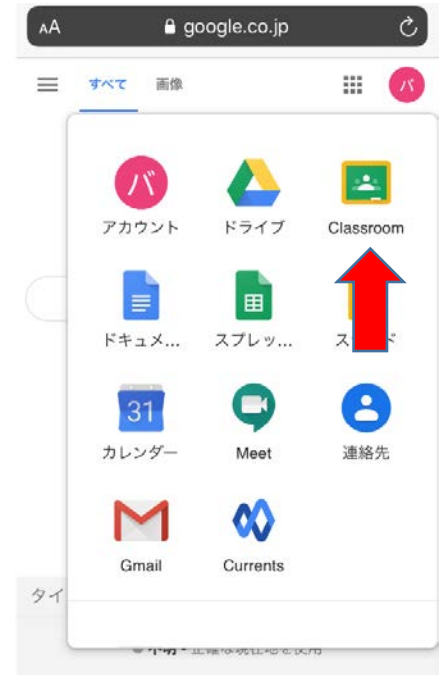 AA google.co.jp
すべて 画像
バ
バ
アカウント ドライブ Classroom
ドキュメ... スプレッ...
31
カレンダー Meet 連絡先
Gmail Currents
タイ